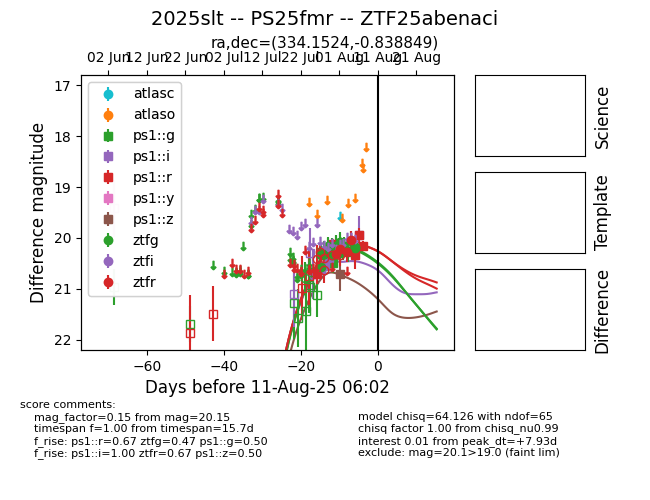 2025slt -- PS25fmr -- ZTF25abenaci
ra,dec=(334.1524,-0.838849)
02 Jun 12 Jun 22 Jun 02 Jul 12 Jul 22 Jul 01 Aug 11 Aug 21 Aug
atlasc
atlaso
ps1::g
ps1::i
ps1::r
ps1::y
ps1::z
ztfg
ztfi
ztfr
17
18
19
20
21
22
Difference magnitude
−60 −40 −20 0
Days before 11-Aug-25 06:02
Science
Template
Difference
score comments:
mag_factor=0.15 from mag=20.15
timespan f=1.00 from timespan=15.7d
f_rise: ps1::r=0.67 ztfg=0.47 ps1::g=0.50
f_rise: ps1::i=1.00 ztfr=0.67 ps1::z=0.50
model chisq=64.126 with ndof=65
chisq factor 1.00 from chisq_nu0.99
interest 0.01 from peak_dt=+7.93d
exclude: mag=20.1>19.0 (faint lim)